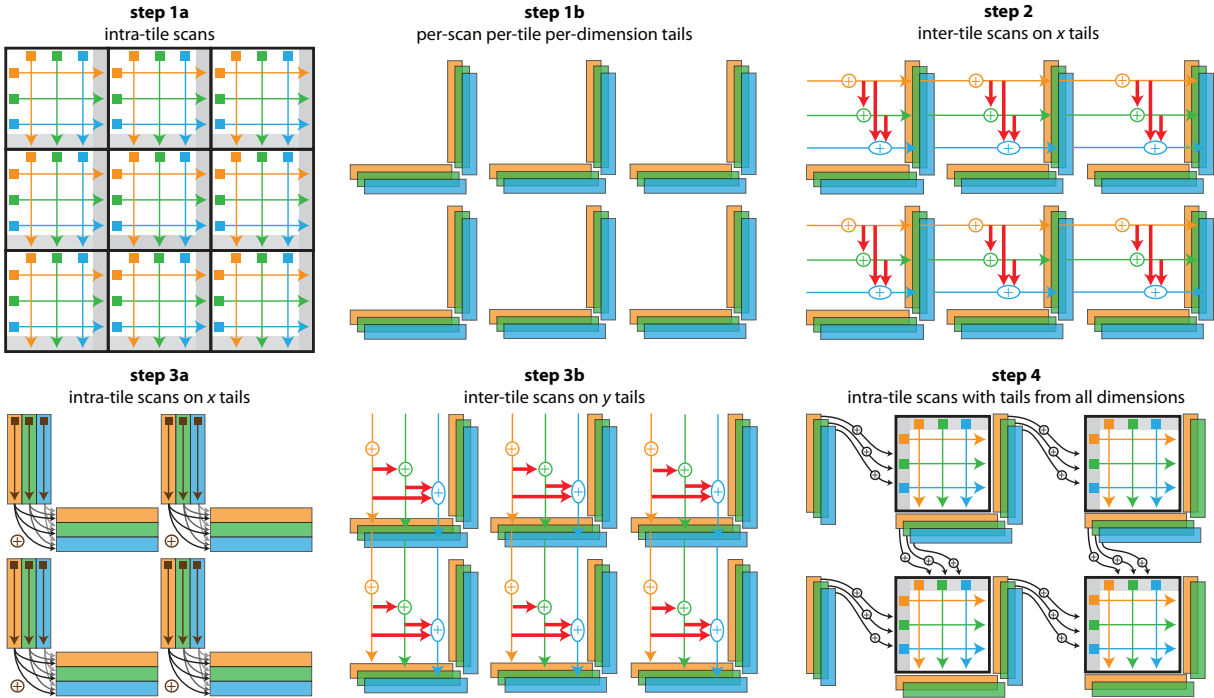 step 1a
intra-tile scans
step 1b
per-scan per-tile per-dimension tails
step 2
inter-tile scans on x tails
step 3a
intra-tile scans on x tails
step 3b
inter-tile scans on y tails
step 4
intra-tile scans with tails from all dimensions